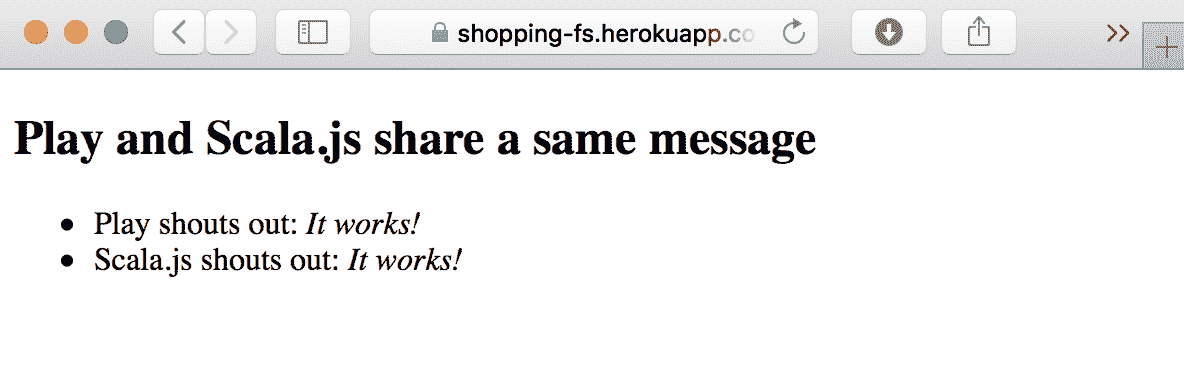 shopping-fs.herokuapp.co
Play and Scala.js share a same message
Play shouts out: It works!
Scala.js shouts out: It works!